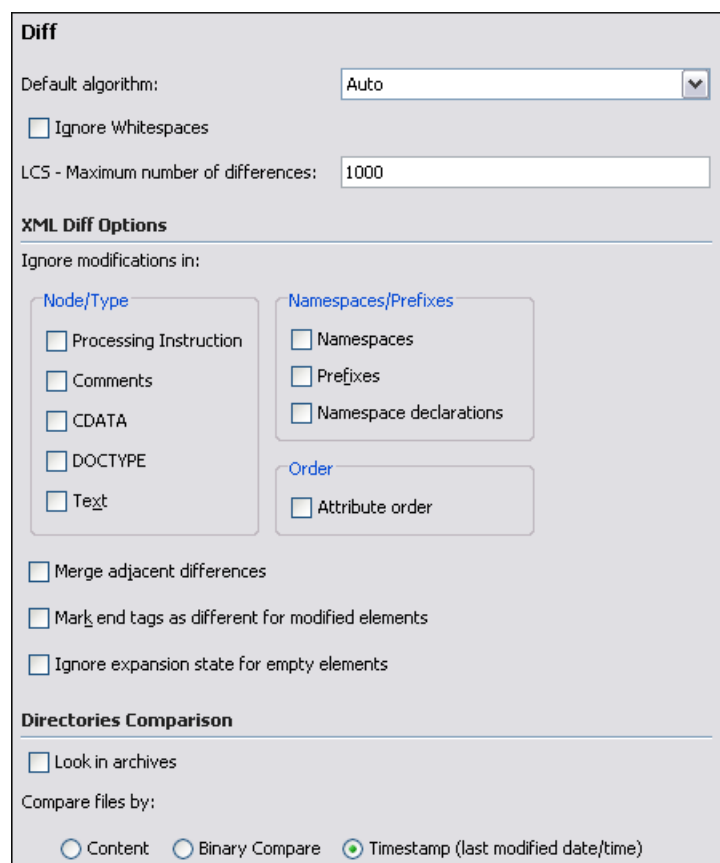 Diff
Default algorithm: Auto
Ignore Whitespaces
LCS - Maximum number of differences: 1000
XML Diff Options
Ignore modifications in:
Node/Type
Processing Instruction
Comments
CDATA
DOCTYPE
Text
Namespaces/Prefixes
Namespaces
Prefixes
Namespace declarations
Order
Attribute order
Merge adjacent differences
Mark end tags as different for modified elements
Ignore expansion state for empty elements
Directories Comparison
Look in archives
Compare files by:
Content Binary Compare Timestamp (last modified date/time)